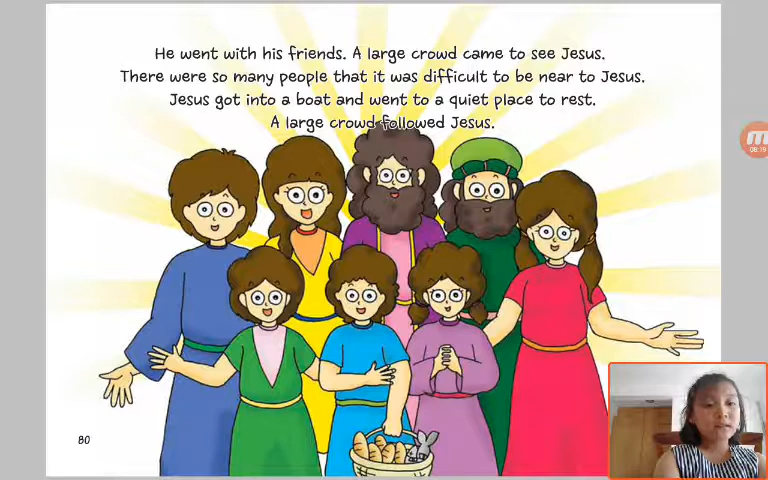 He went with his friends. A large crowd came to see Jesus.
There were so many people that it was difficult to be near to Jesus.
Jesus got into a boat and went to a quiet place to rest.
A large crowd followed Jesus.
80
M
08:19